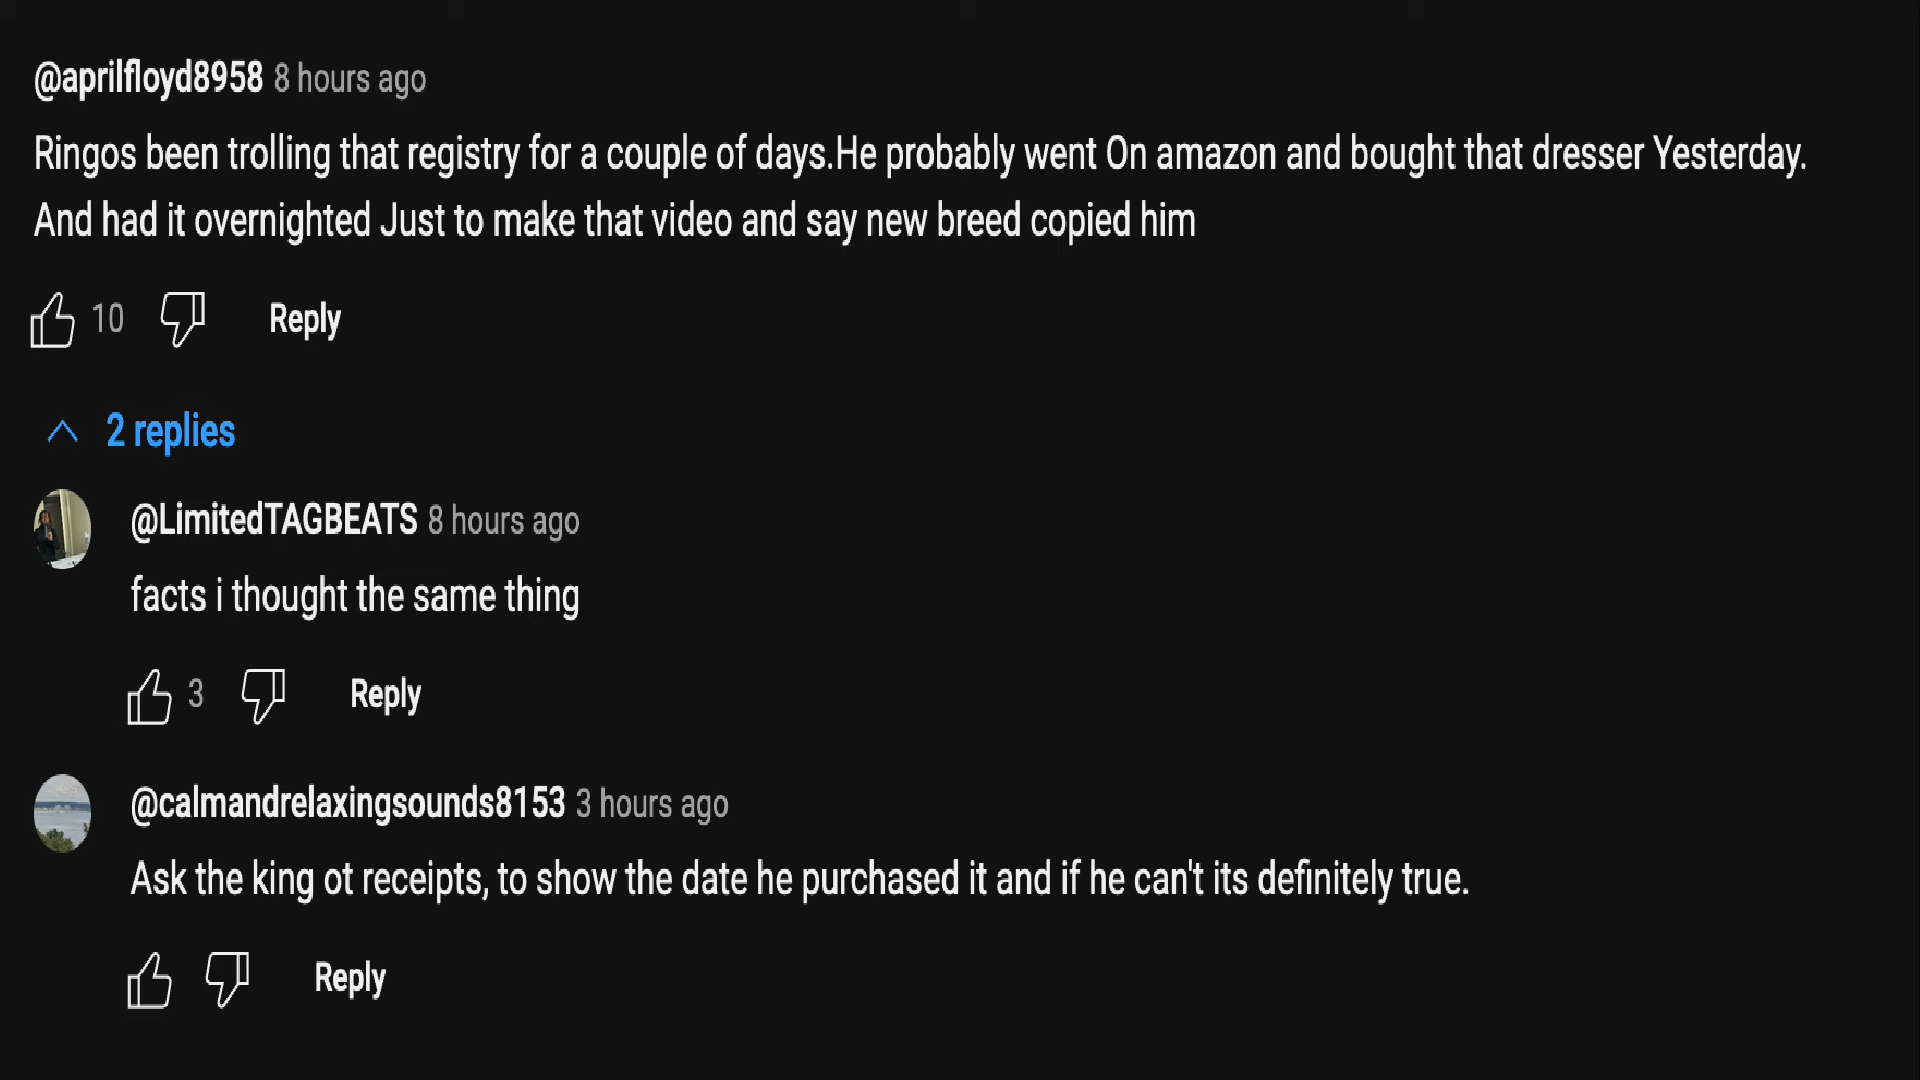 @aprilfloyd8958 8 hours ago
Ringos been trolling that registry for a couple of days.He probably went On amazon and bought that dresser Yesterday.
And had it overnighted Just to make that video and say new breed copied him
10 Reply
2 replies
@LimitedTAGBEATS 8 hours ago
facts i thought the same thing
3 Reply
@calmandrelaxingsounds8153 3 hours ago
Ask the king ot receipts, to show the date he purchased it and if he can't its definitely true.
Reply